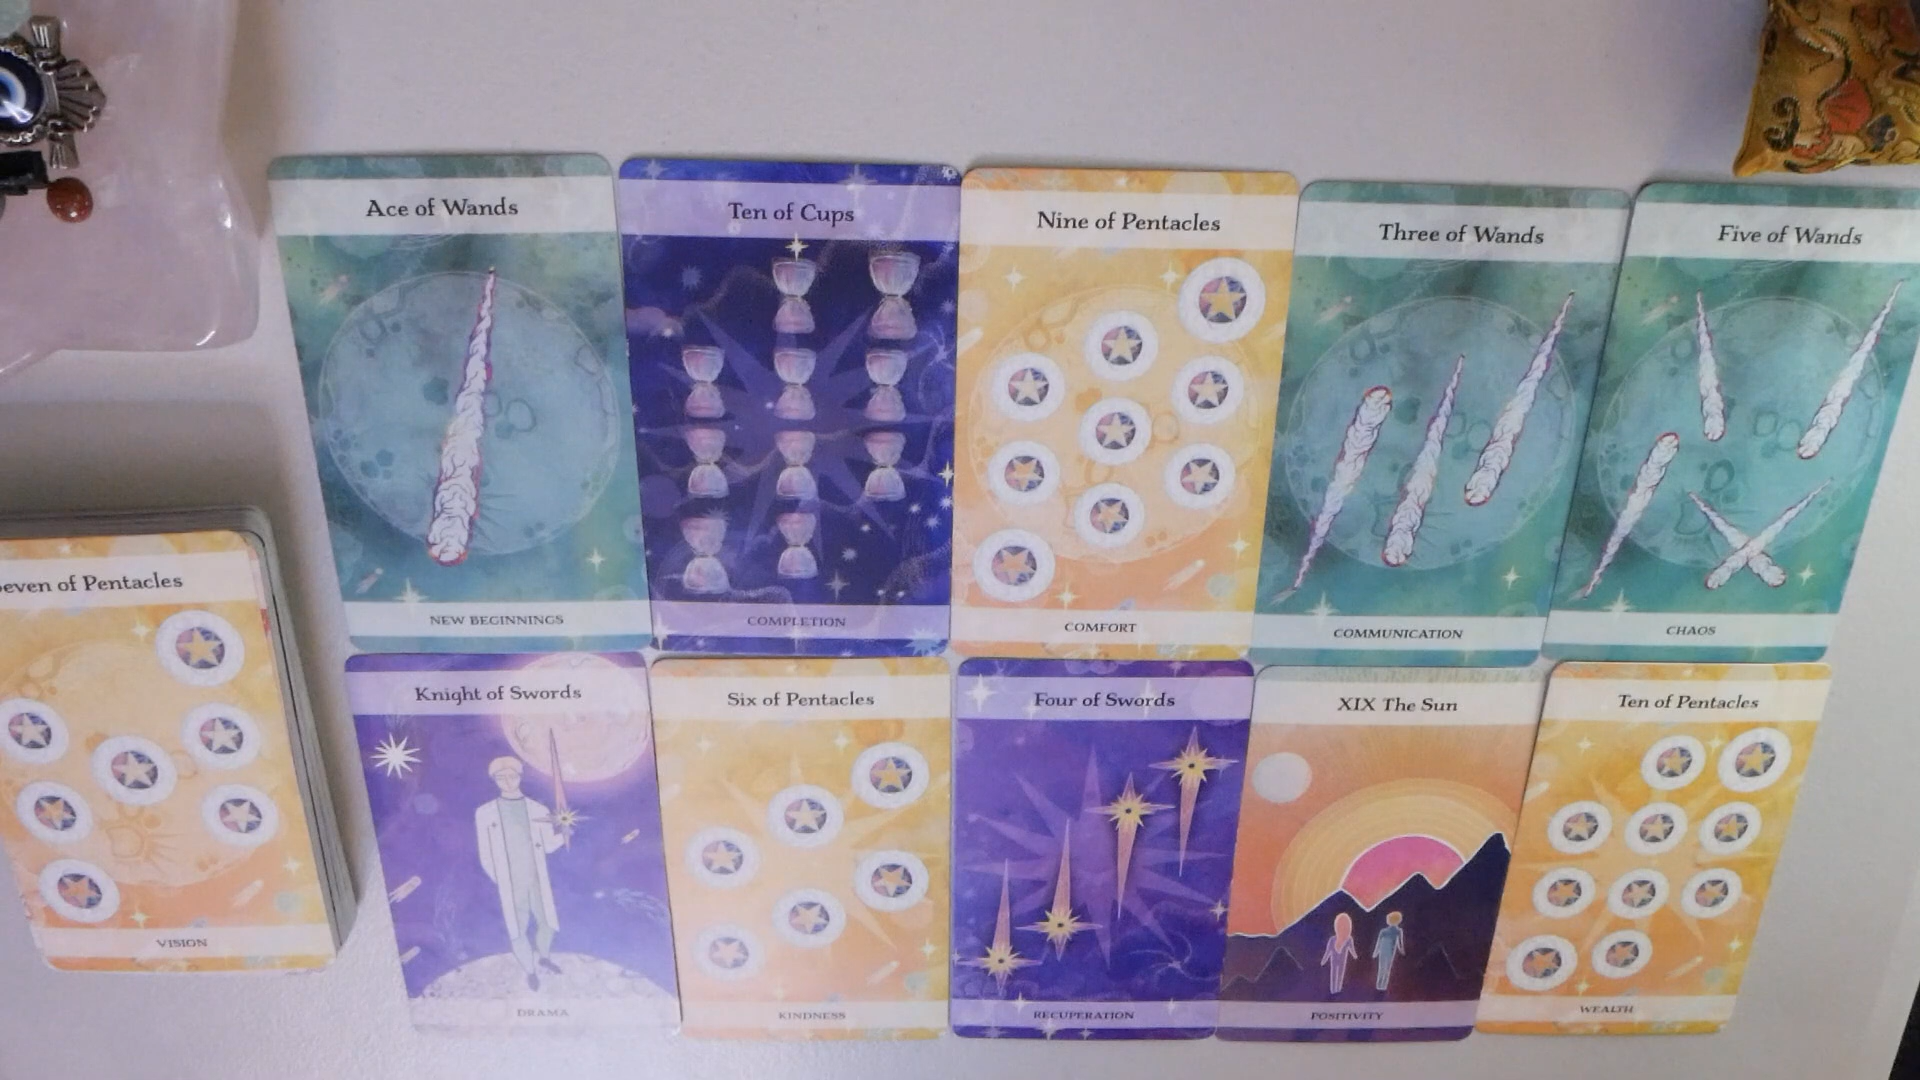 Ace of Wands
NEW BEGINNINGS
Ten of Cups
COMPLETION
Nine of Pentacles
COMFORT
Three of Wands
COMMUNICATION
Five of Wands
CHAOS
Seven of Pentacles
VISION
Knight of Swords
DRAMA
Six of Pentacles
KINDNESS
Four of Swords
RECUPERATION
XIX The Sun
POSITIVITY
Ten of Pentacles
WEALTH